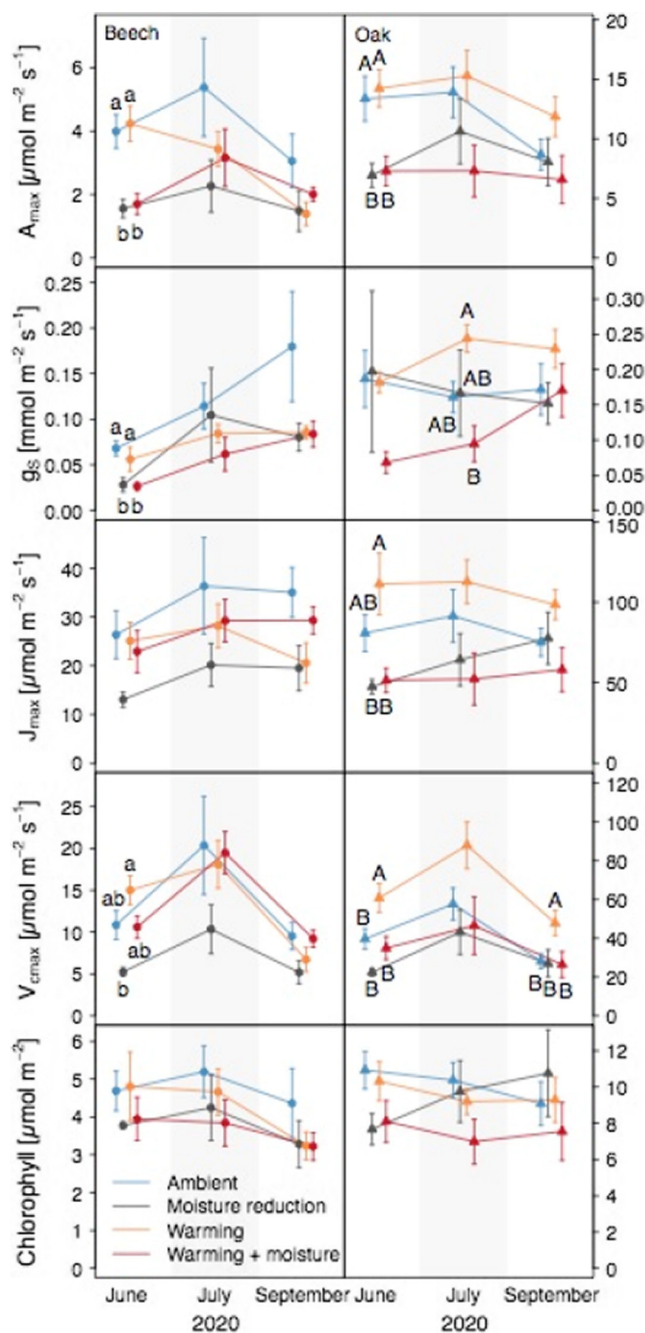 Beech
Oak
6
4
2
0
20
15
10
5
0
Amax [µmol m-2 s-1]
a a
b b
A A
B B
0.25
0.20
0.15
0.10
0.05
0.00
0.30
0.25
0.20
0.15
0.10
0.05
0.00
gS [mmol m-2 s-1]
a a
b b
A
AB
AB
B
40
30
20
10
0
150
100
50
0
Jmax [µmol m-2 s-1]
A
AB
B B
25
20
15
10
5
0
120
100
80
60
40
20
0
Vcmax [µmol m-2 s-1]
a
ab
ab
b
A
B
B
B
A
B B B
6
5
4
3
2
1
0
12
10
8
6
4
2
0
Chlorophyll [µmol m-2]
Ambient
Moisture reduction
Warming
Warming + moisture
June July September
2020
June July September
2020